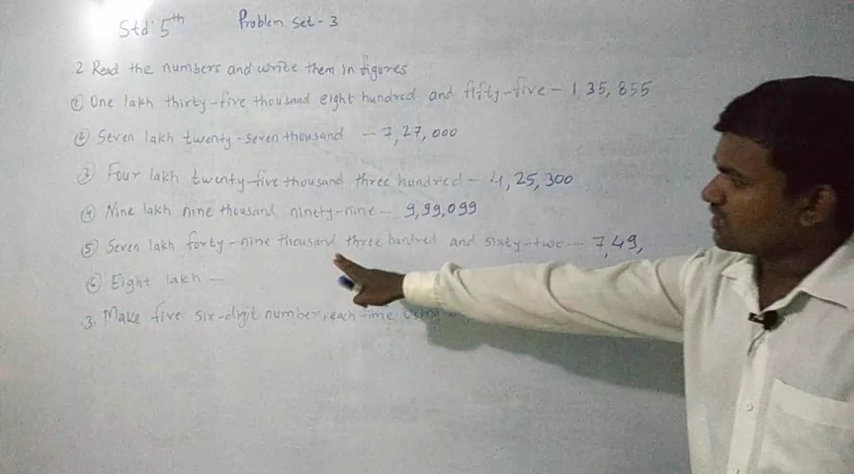 Std: 5th Problem Set - 3
.2 Read the numbers and write them in figures
① One lakh thirty-five thousand eight hundred and fifty-five - 1,35,855
② Seven lakh twenty-seven thousand - 7,27,000
③ Four lakh twenty-five thousand three hundred - 4,25,300
④ Nine lakh nine thousand ninety-nine - 9,99,099
⑤ Seven lakh forty-nine thousand three hundred and sixty-two - 7,49,
⑥ Eight lakh -
.3. Make five six-digit number, each time using